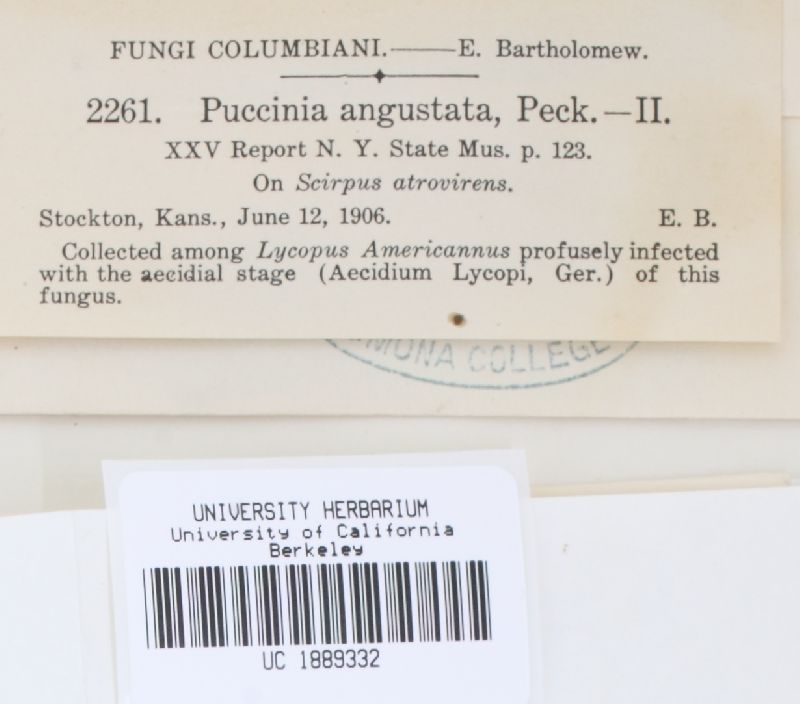 FUNGI COLUMBIANI.——E. Bartholomew.
2261. Puccinia angustata, Peck.—II.
XXV Report N. Y. State Mus. p. 123.
On Scirpus atrovirens.
Stockton, Kans., June 12, 1906. E. B.
Collected among Lycopus Americannus profusely infected
with the aecidial stage (Aecidium Lycopi, Ger.) of this
fungus.
COLLEGE
UNIVERSITY HERBARIUM
University of California
Berkeley
UC 1889332